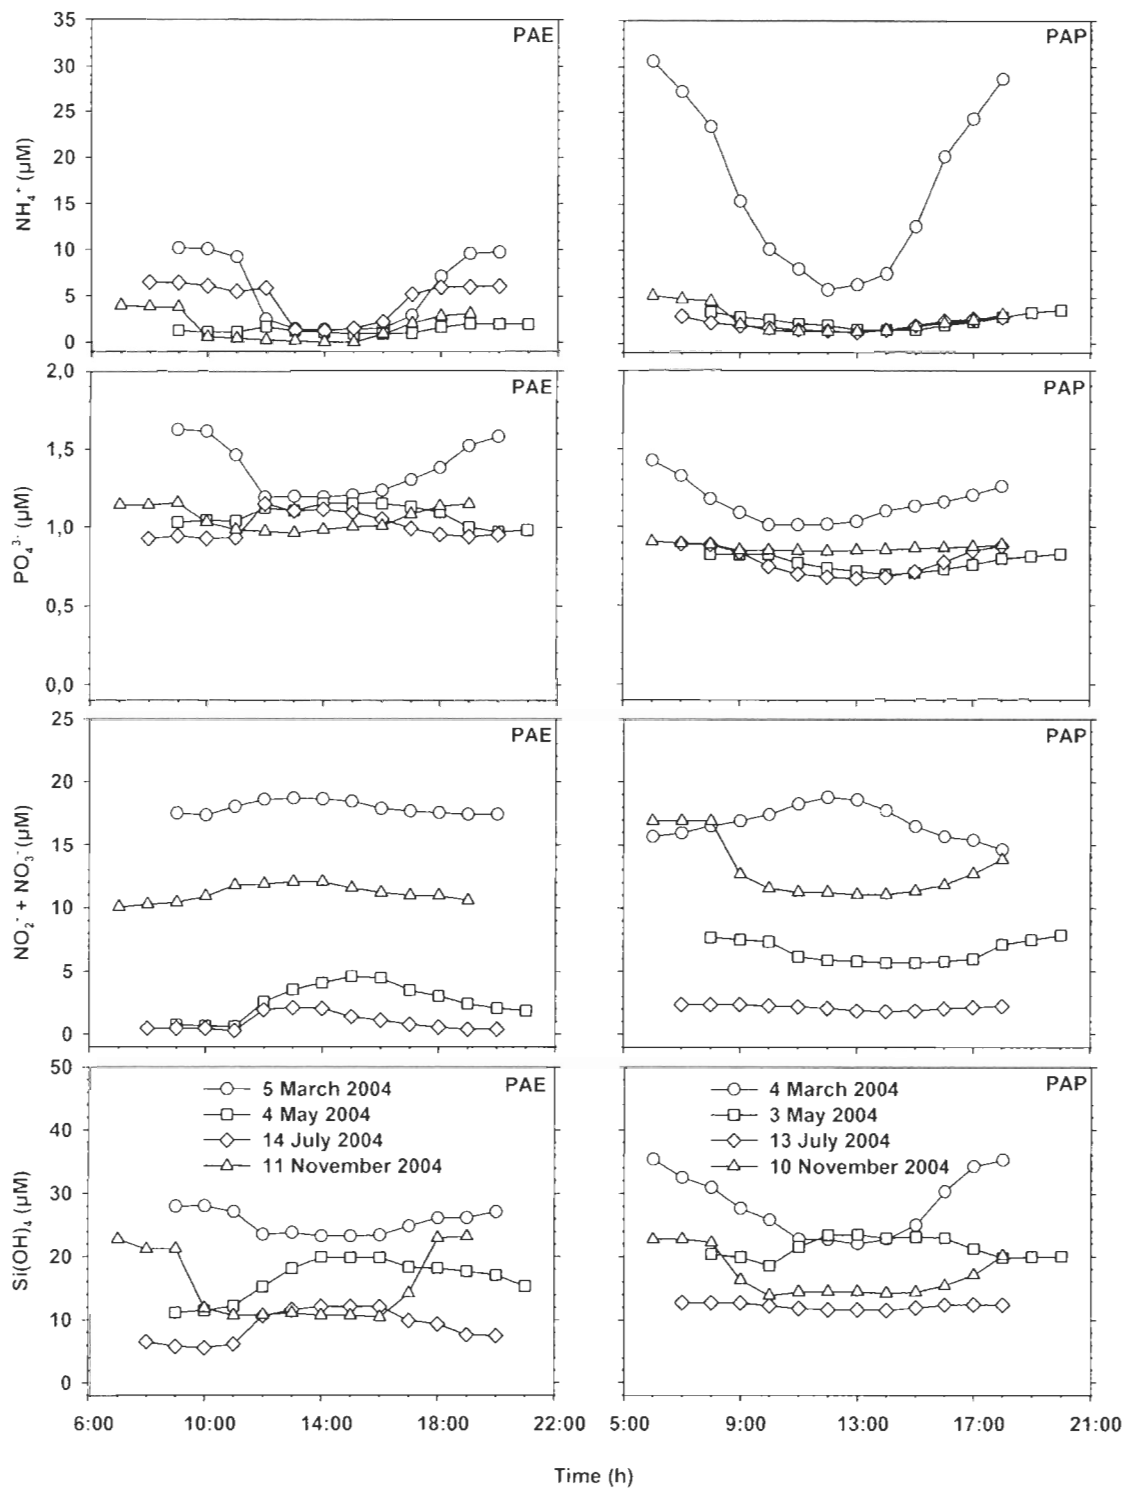 35
30
25
20
15
10
5
0
NH₄⁺ (µM)
PAE
PAP
2,0
1,5
1,0
0,5
0,0
PO₄³⁻ (µM)
PAE
PAP
25
20
15
10
5
0
NO₂⁻ + NO₃⁻ (µM)
PAE
PAP
50
40
30
20
10
0
Si(OH)₄ (µM)
PAE
5 March 2004
4 May 2004
14 July 2004
11 November 2004
PAP
4 March 2004
3 May 2004
13 July 2004
10 November 2004
6:00 10:00 14:00 18:00 22:00
5:00 9:00 13:00 17:00 21:00
Time (h)